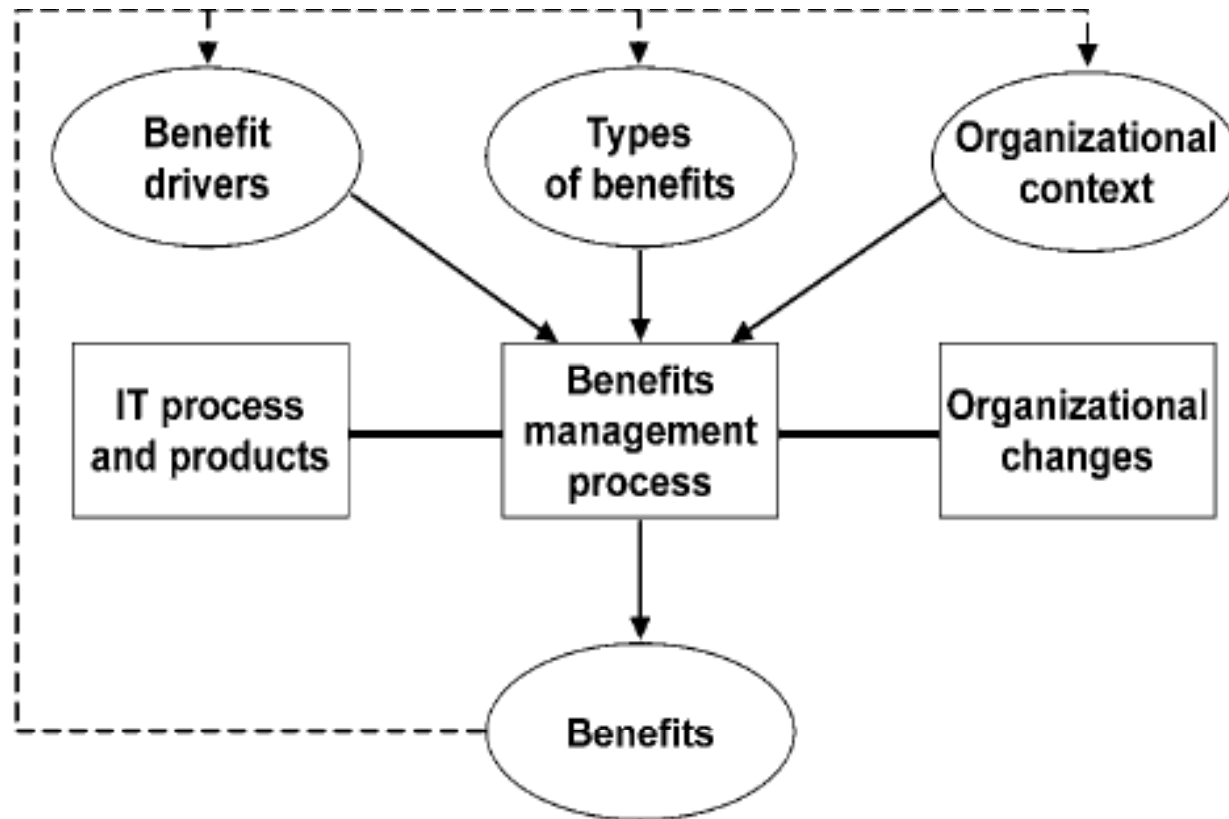 Benefit
drivers
Types
of benefits
Organizational
context
IT process
and products
Benefits
management
process
Organizational
changes
Benefits